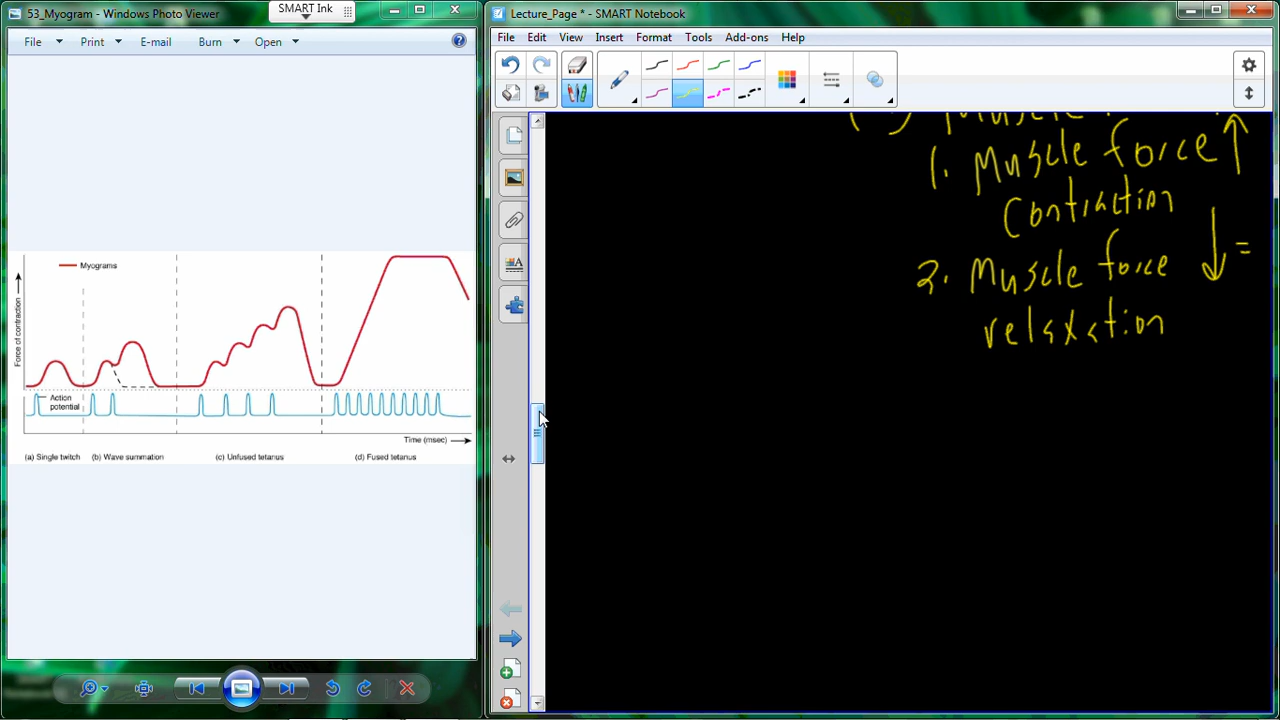 53_Myogram - Windows Photo Viewer
SMART Ink
File Print E-mail Burn Open
Myograms
Force of contraction
Action
potential
Time (msec)
(a) Single twitch (b) Wave summation (c) Unfused tetanus (d) Fused tetanus
Lecture_Page * - SMART Notebook
File Edit View Insert Format Tools Add-ons Help
Muscle
1. Muscle force ↑
Contraction
2. Muscle force ↓ =
relaxation